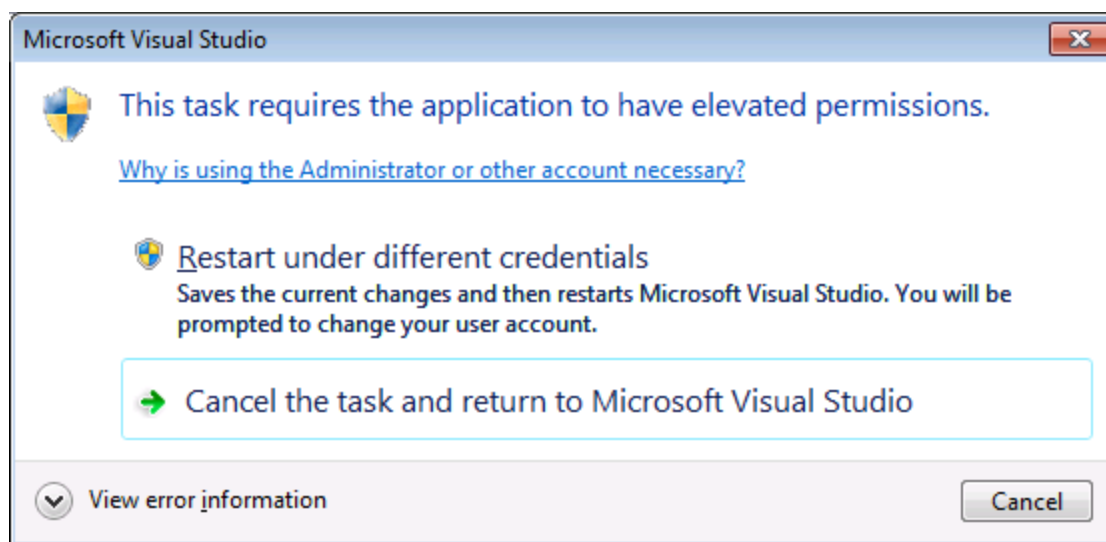 Microsoft Visual Studio
This task requires the application to have elevated permissions.
Why is using the Administrator or other account necessary?
Restart under different credentials
Saves the current changes and then restarts Microsoft Visual Studio. You will be
prompted to change your user account.
Cancel the task and return to Microsoft Visual Studio
View error information
Cancel